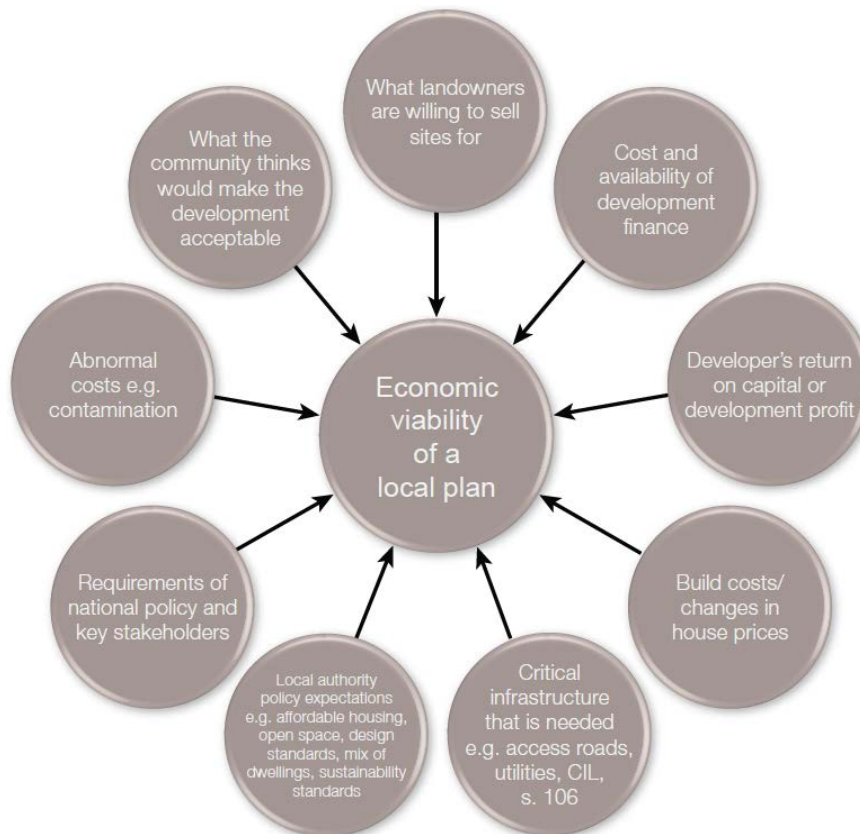 What landowners
are willing to sell
sites for
Cost and
availability of
development
finance
Developer's return
on capital or
development profit
Build costs/
changes in
house prices
Critical
infrastructure
that is needed
e.g. access roads,
utilities, CIL,
s. 106
Local authority
policy expectations
e.g. affordable housing,
open space, design
standards, mix of
dwellings, sustainability
standards
Requirements of
national policy and
key stakeholders
Abnormal
costs e.g.
contamination
What the
community thinks
would make the
development
acceptable
Economic
viability
of a
local plan